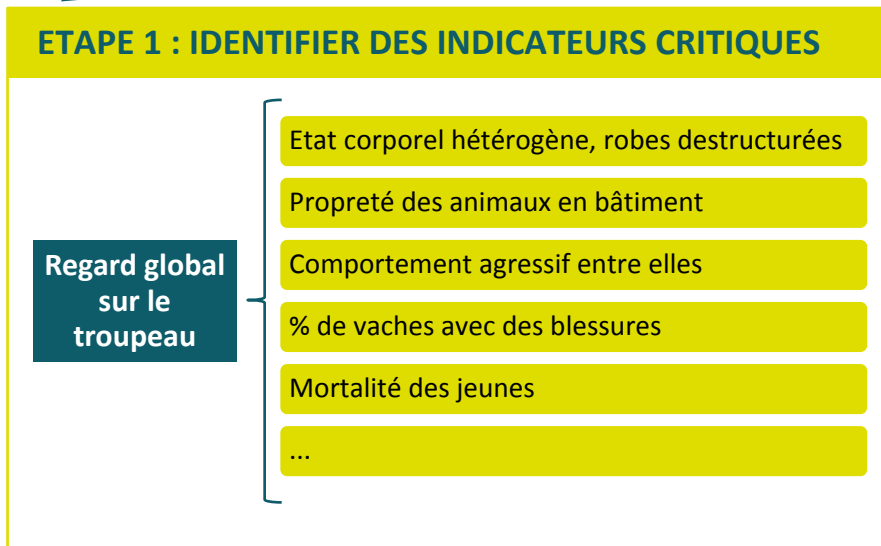 ETAPE 1 : IDENTIFIER DES INDICATEURS CRITIQUES
Regard global
sur le
troupeau
Etat corporel hétérogène, robes destructurées
Propreté des animaux en bâtiment
Comportement agressif entre elles
% de vaches avec des blessures
Mortalité des jeunes
...